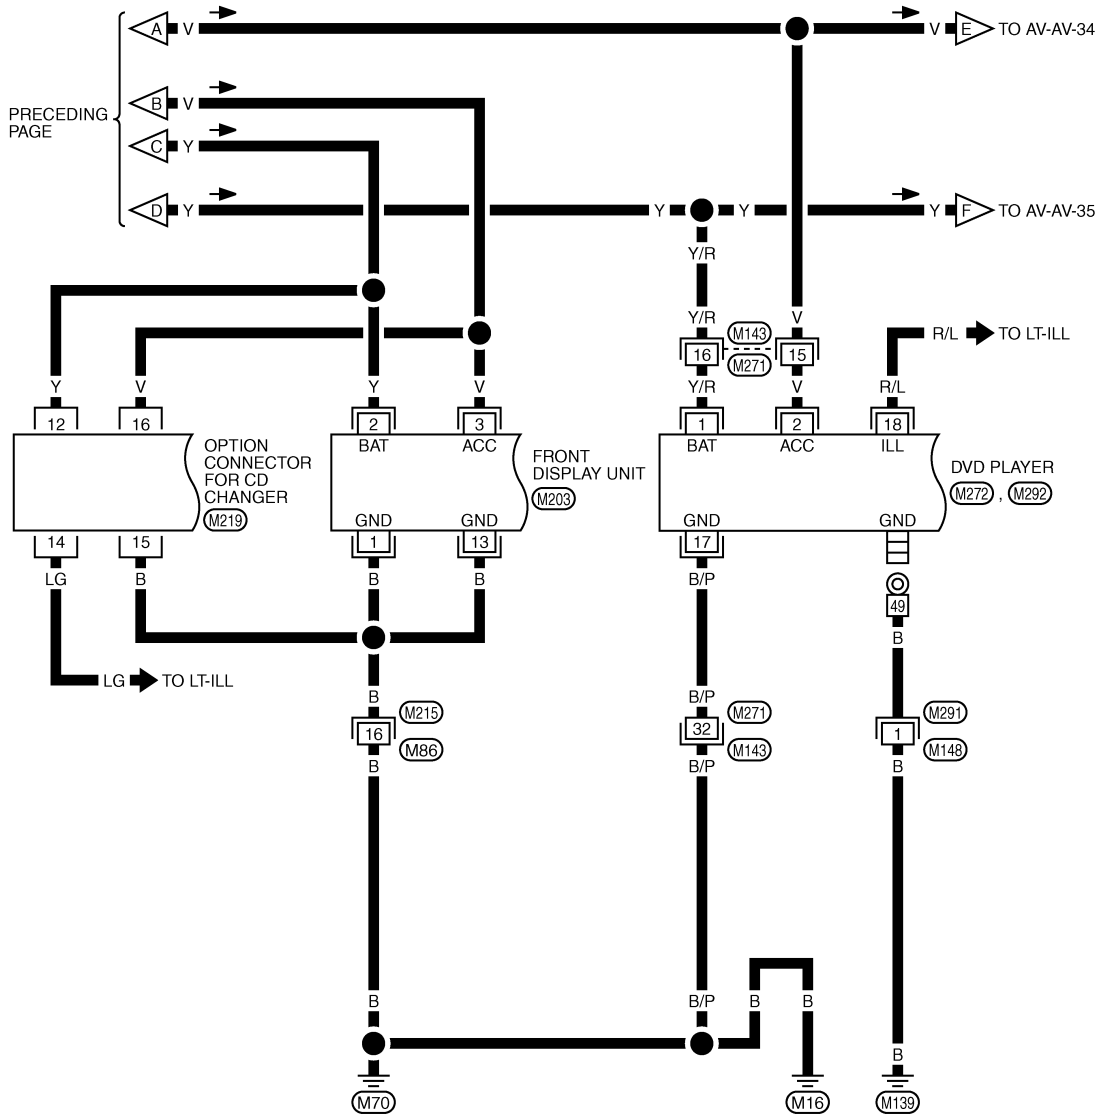 A V V E TO AV-AV-34
B V
PRECEDING
PAGE
C Y
D Y Y Y Y F TO AV-AV-35
Y/R
Y/R V
M143
R/L TO LT-ILL
16 15
M271
Y V Y V Y/R V R/L
12 16 2 3 1 2 18
BAT ACC BAT ACC ILL
OPTION
CONNECTOR
FOR CD
CHANGER
M219
FRONT
DISPLAY UNIT
M203
DVD PLAYER
M272 , M292
GND GND GND GND
14 15 1 13 17
LG B B B B/P
49
B
LG TO LT-ILL
B B/P
M215 M271 M291
16 32 1
M86 M143 M148
B B/P B
B B/P B B
B
M70 M16 M139